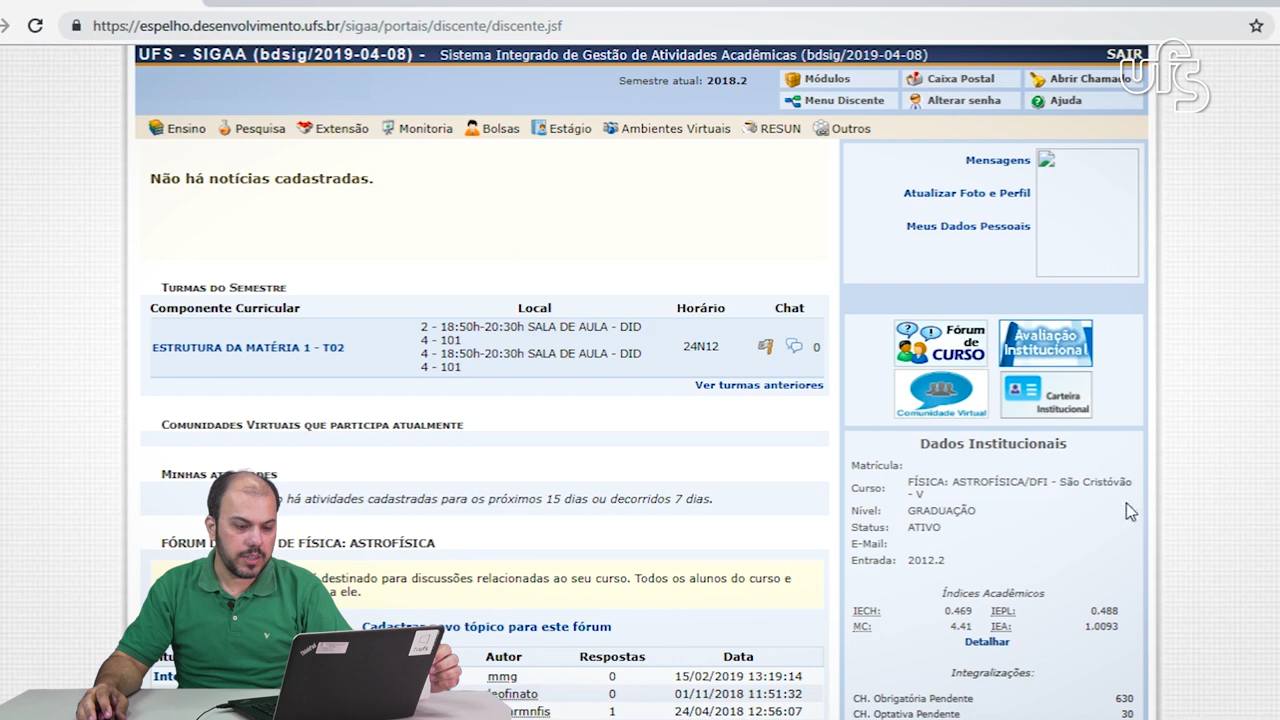 https://espelho.desenvolvimento.ufs.br/sigaa/portais/discente/discente.jsf
UFS - SIGAA (bdsig/2019-04-08) - Sistema Integrado de Gestão de Atividades Acadêmicas (bdsig/2019-04-08) SAIR
ufs
Semestre atual: 2018.2
Módulos Caixa Postal Abrir Chamado
Menu Discente Alterar senha Ajuda
Ensino Pesquisa Extensão Monitoria Bolsas Estágio Ambientes Virtuais RESUN Outros
Não há notícias cadastradas.
Mensagens
Atualizar Foto e Perfil
Meus Dados Pessoais
TURMAS DO SEMESTRE
Componente Curricular Local Horário Chat
ESTRUTURA DA MATÉRIA 1 - T02
2 - 18:50h-20:30h SALA DE AULA - DID
4 - 101
4 - 18:50h-20:30h SALA DE AULA - DID
4 - 101
24N12 0
Ver turmas anteriores
Fórum de CURSO
Avaliação Institucional
Comunidade Virtual
Carteira Institucional
COMUNIDADES VIRTUAIS QUE PARTICIPA ATUALMENTE
MINHAS
há atividades cadastradas para os próximos 15 dias ou decorridos 7 dias.
FÓRUM DE FÍSICA: ASTROFÍSICA
destinado para discussões relacionadas ao seu curso. Todos os alunos do curso e
a ele.
novo tópico para este fórum
Autor Respostas Data
mmg 0 15/02/2019 13:19:14
leofinato 0 01/11/2018 11:51:32
1 24/04/2018 12:56:07
Dados Institucionais
Matrícula:
Curso: FÍSICA: ASTROFÍSICA/DFI - São Cristóvão
- V
Nível: GRADUAÇÃO
Status: ATIVO
E-Mail:
Entrada: 2012.2
Índices Acadêmicos
IECH: 0.469 IEPL: 0.488
MC: 4.41 IEA: 1.0093
Detalhar
Integralizações:
CH. Obrigatória Pendente 630
CH. Optativa Pendente 30
ThinkPad